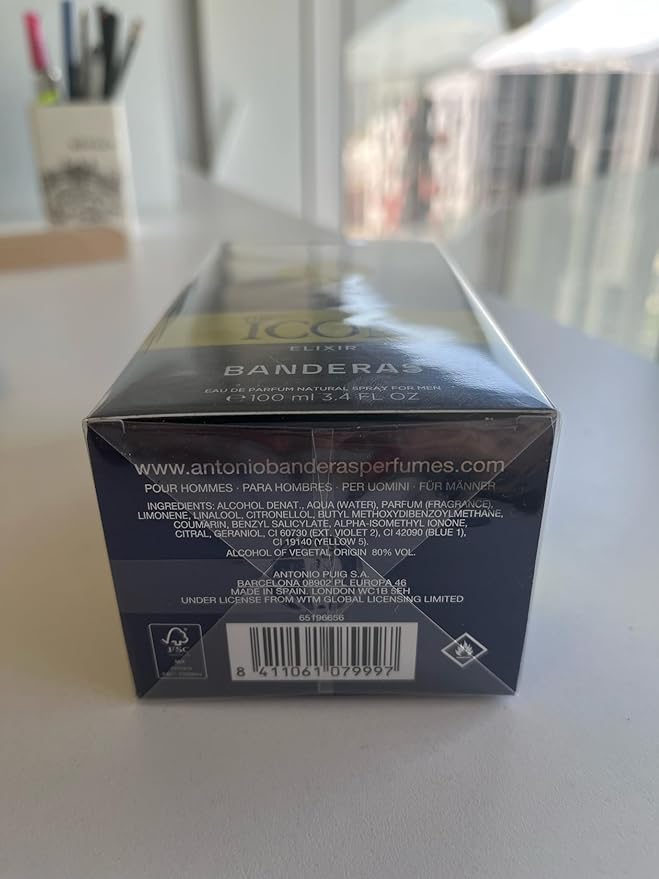 ICON
ELIXIR
BANDERAS
EAU DE PARFUM NATURAL SPRAY FOR MEN
℮100 ml 3.4 FL OZ
www.antoniobanderasperfumes.com
POUR HOMMES · PARA HOMBRES · PER UOMINI · FÜR MÄNNER
INGREDIENTS: ALCOHOL DENAT., AQUA (WATER), PARFUM (FRAGRANCE),
LIMONENE, LINALOOL, CITRONELLOL, BUTYL METHOXYDIBENZOYLMETHANE,
COUMARIN, BENZYL SALICYLATE, ALPHA-ISOMETHYL IONONE,
CITRAL, GERANIOL, CI 60730 (EXT. VIOLET 2), CI 42090 (BLUE 1),
CI 19140 (YELLOW 5).
ALCOHOL OF VEGETAL ORIGIN 80% VOL.
ANTONIO PUIG S.A.
BARCELONA 08902 PL EUROPA 46
MADE IN SPAIN. LONDON WC1B 5EH
UNDER LICENSE FROM WTM GLOBAL LICENSING LIMITED
65196656
FSC
8 411061 079997